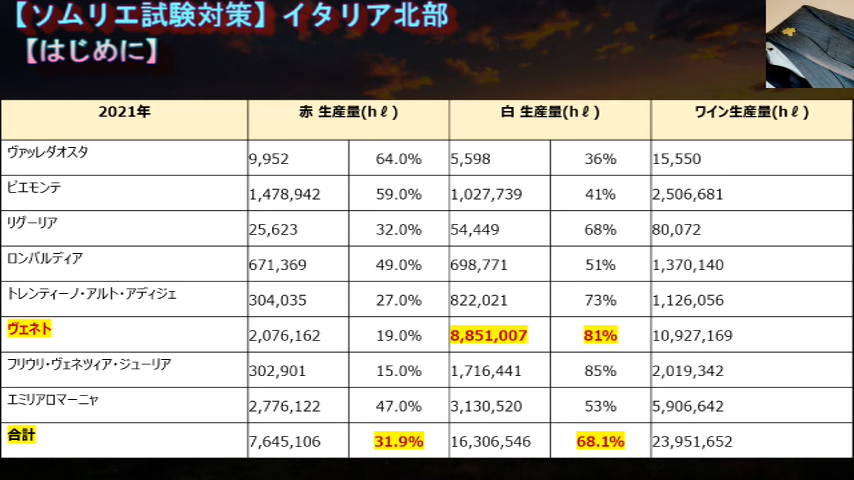 【ソムリエ試験対策】イタリア北部
【はじめに】
2021年 赤 生産量(hℓ) 白 生産量(hℓ) ワイン生産量(hℓ)
ヴァッレダオスタ 9,952 64.0% 5,598 36% 15,550
ピエモンテ 1,478,942 59.0% 1,027,739 41% 2,506,681
リグーリア 25,623 32.0% 54,449 68% 80,072
ロンバルディア 671,369 49.0% 698,771 51% 1,370,140
トレンティーノ・アルト・アディジェ 304,035 27.0% 822,021 73% 1,126,056
ヴェネト 2,076,162 19.0% 8,851,007 81% 10,927,169
フリウリ・ヴェネツィア・ジューリア 302,901 15.0% 1,716,441 85% 2,019,342
エミリアロマーニャ 2,776,122 47.0% 3,130,520 53% 5,906,642
合計 7,645,106 31.9% 16,306,546 68.1% 23,951,652